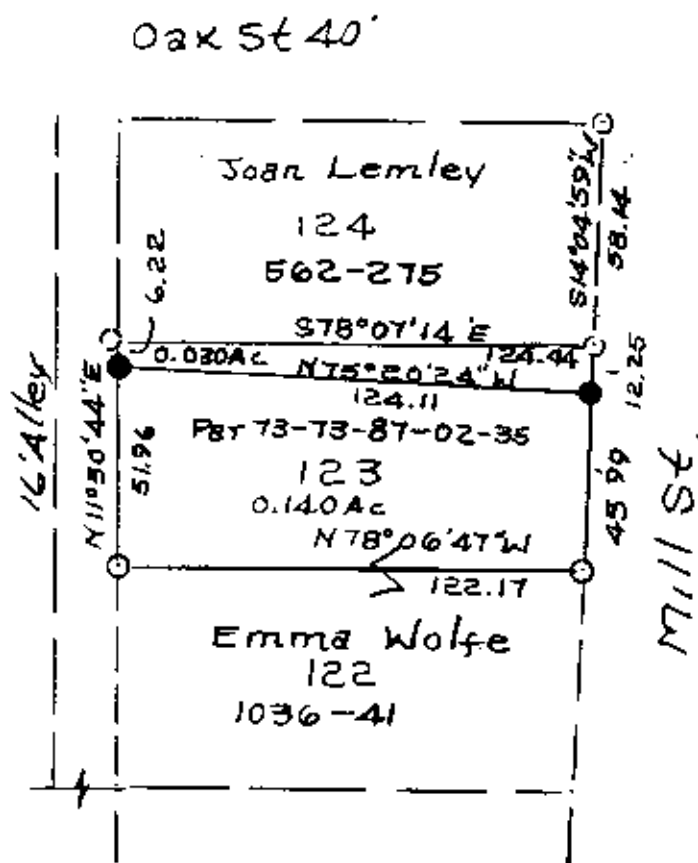 Oak St 40'
Joan Lemley
124
562-275
S14°04'59"W
58.14
6.22
S78°07'14"E
124.44
0.030Ac
N75°20'24"W
124.11
12.25
16' Alley
N11°50'44"E
51.96
Par 73-73-87-02-35
123
0.140 Ac
45.99
Mill St.
N78°06'47"W
122.17
Emma Wolfe
122
1036-41